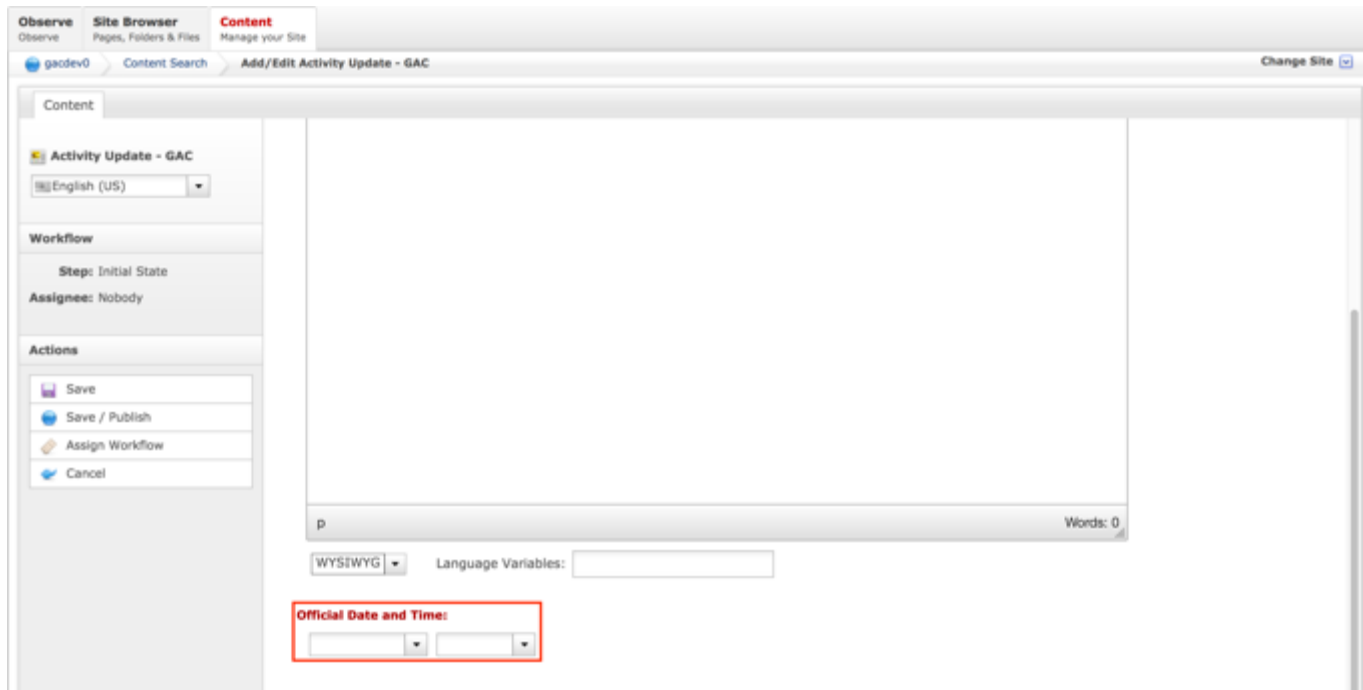 Observe Site Browser Content
Observe Pages, Folders & Files Manage your Site
gacdev0 Content Search Add/Edit Activity Update - GAC Change Site
Content
Activity Update - GAC
English (US)
Workflow
Step: Initial State
Assignee: Nobody
Actions
Save
Save / Publish
Assign Workflow
Cancel
p Words: 0
WYSIWYG Language Variables:
Official Date and Time: